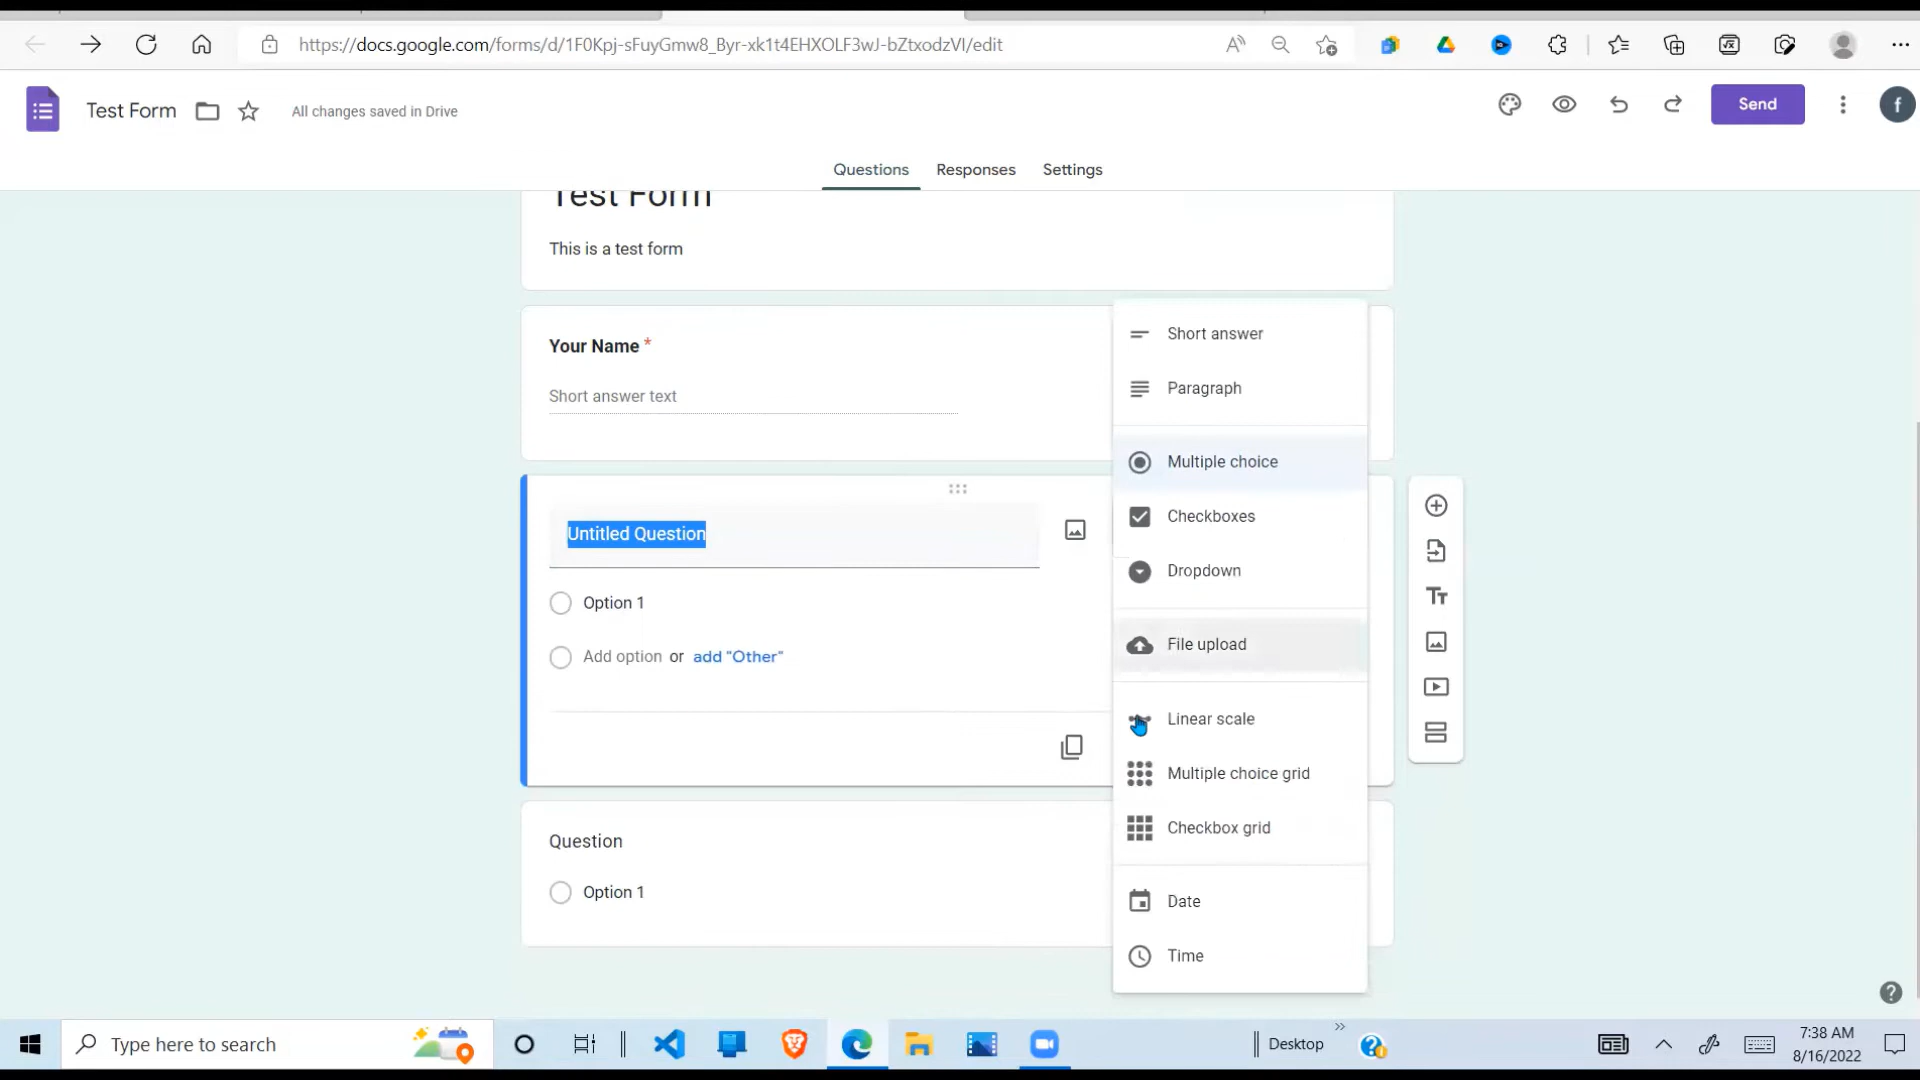 https://docs.google.com/forms/d/1F0Kpj-sFuyGmw8_Byr-xk1t4EHXOLF3wJ-bZtxodzVI/edit
Test Form
All changes saved in Drive
Send
f
Questions
Responses
Settings
Test Form
This is a test form
Your Name *
Short answer text
Untitled Question
Option 1
Add option or add "Other"
Question
Option 1
Short answer
Paragraph
Multiple choice
Checkboxes
Dropdown
File upload
Linear scale
Multiple choice grid
Checkbox grid
Date
Time
Type here to search
Desktop
7:38 AM
8/16/2022